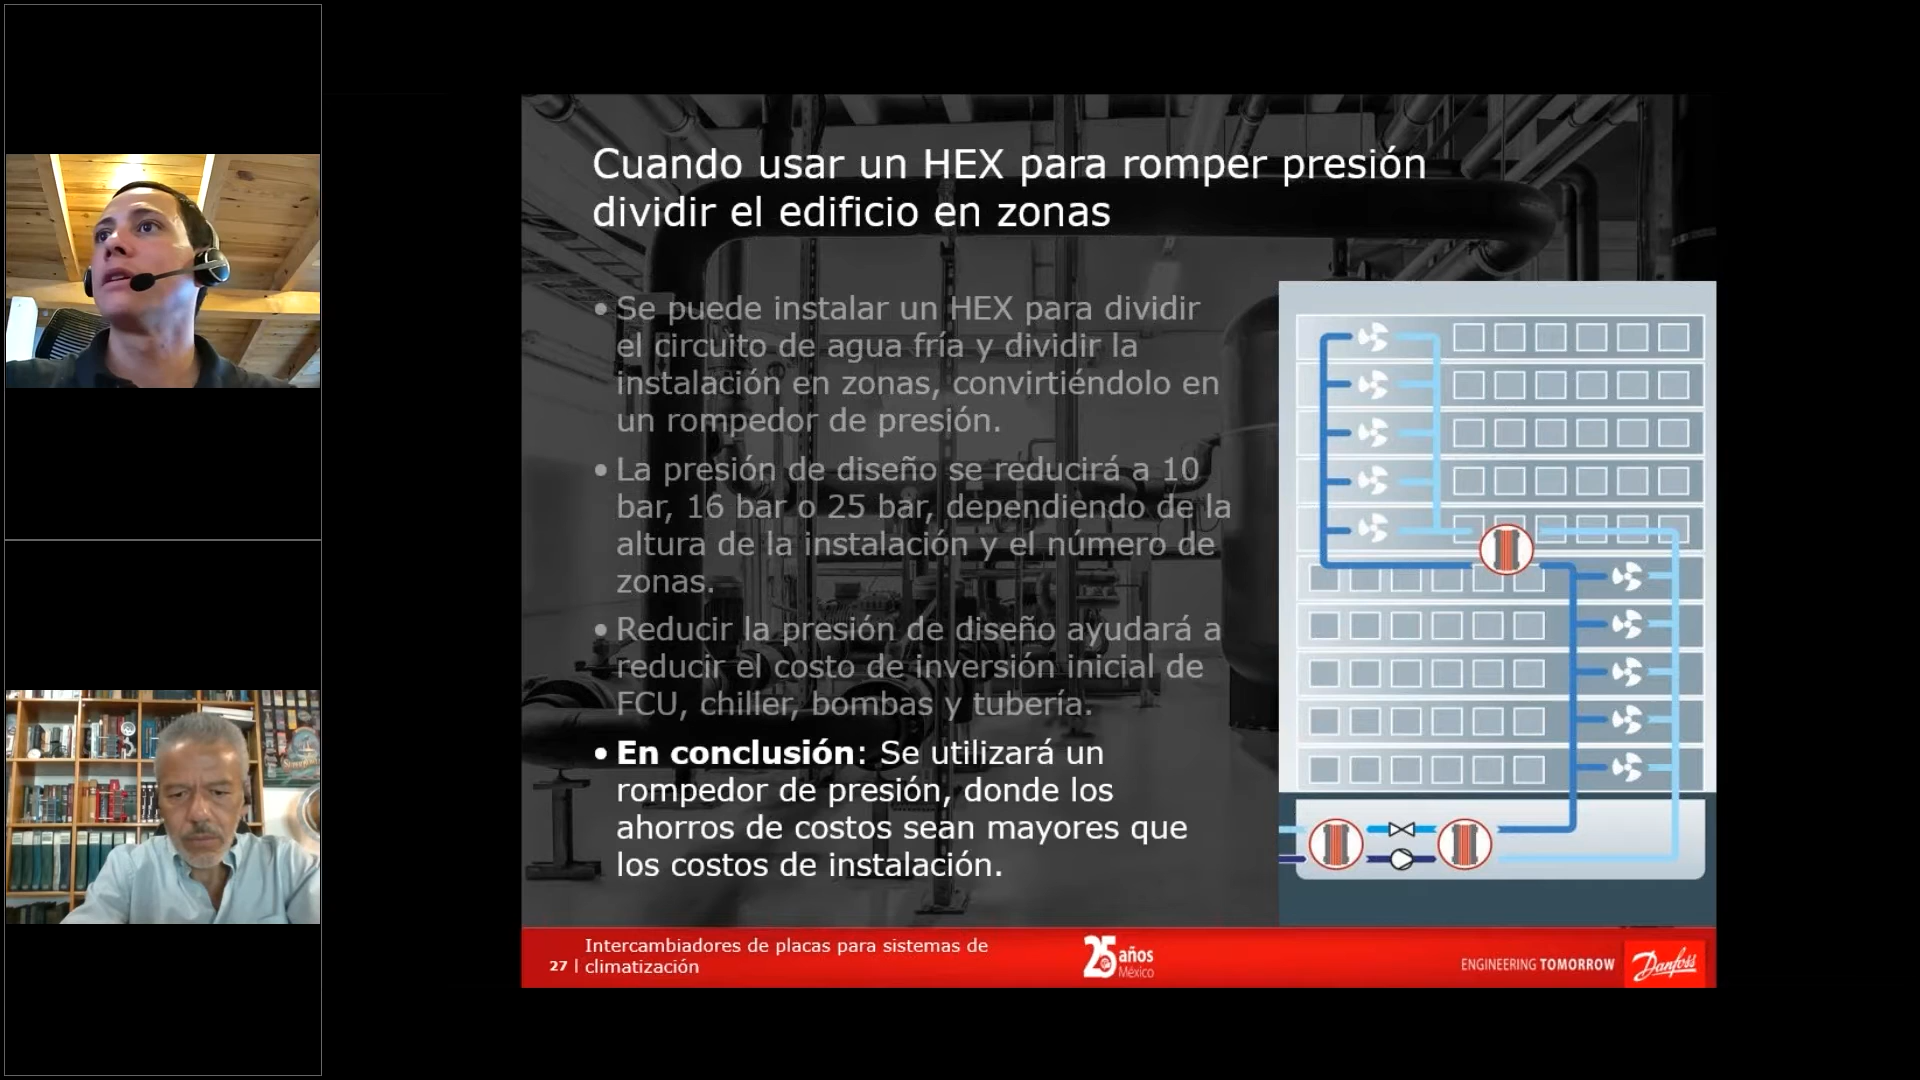 Cuando usar un HEX para romper presión
dividir el edificio en zonas
• Se puede instalar un HEX para dividir
el circuito de agua fría y dividir la
instalación en zonas, convirtiéndolo en
un rompedor de presión.
• La presión de diseño se reducirá a 10
bar, 16 bar o 25 bar, dependiendo de la
altura de la instalación y el número de
zonas.
• Reducir la presión de diseño ayudará a
reducir el costo de inversión inicial de
FCU, chiller, bombas y tubería.
• En conclusión: Se utilizará un
rompedor de presión, donde los
ahorros de costos sean mayores que
los costos de instalación.
27 | Intercambiadores de placas para sistemas de
climatización
25 años
México
ENGINEERING TOMORROW
Danfoss